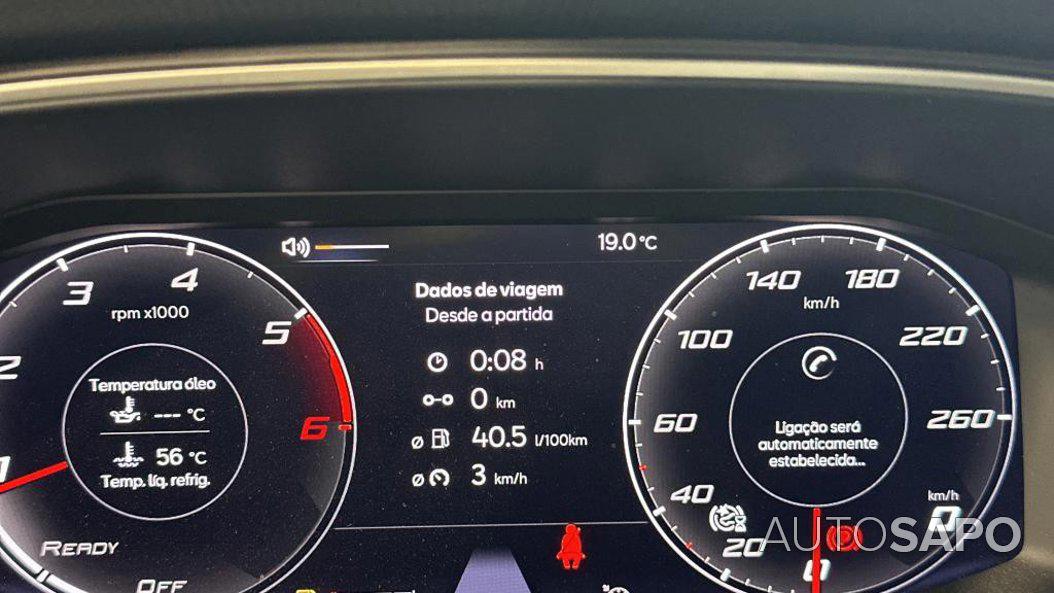 19.0 °C
Dados de viagem
Desde a partida
0:08 h
0 km
Ø 40.5 l/100km
Ø 3 km/h
1
2
3
4
5
6
rpm x1000
Temperatura óleo
--- °C
56 °C
Temp. líq. refrig.
READY
OFF
0
20
40
60
100
140
180
220
260
km/h
Ligação será
automaticamente
estabelecida...
km/h
0
AUTOSAPO